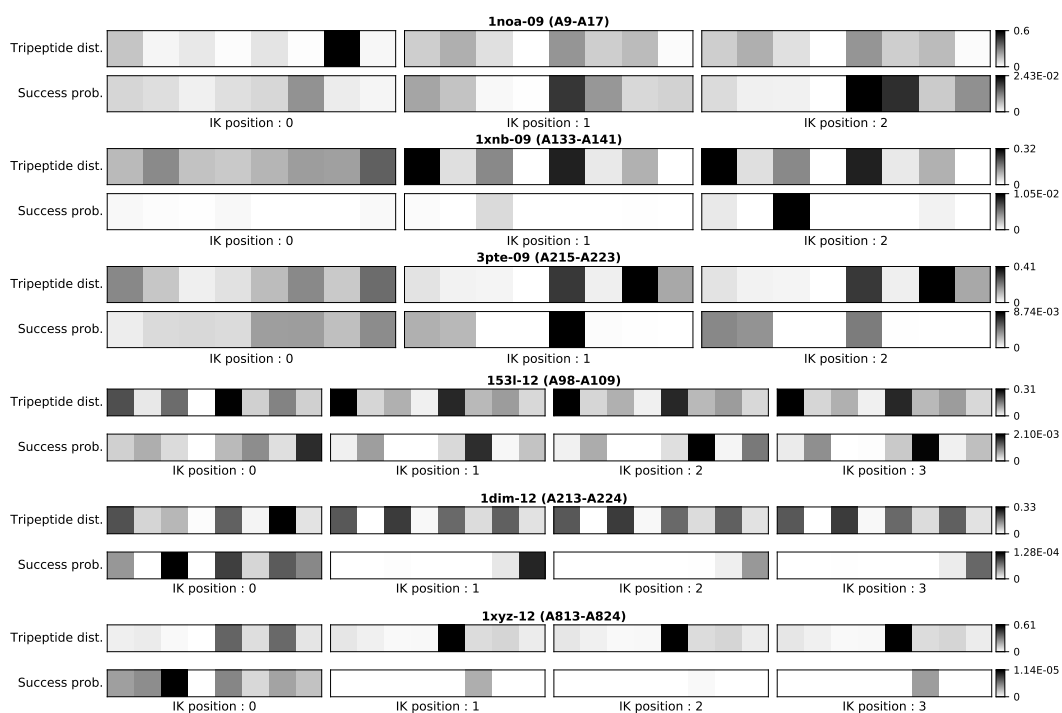 1noa-09 (A9-A17)
Tripeptide dist.
0.6
0
Success prob.
2.43E-02
0
IK position : 0
IK position : 1
IK position : 2
1xnb-09 (A133-A141)
Tripeptide dist.
0.32
0
Success prob.
1.05E-02
0
IK position : 0
IK position : 1
IK position : 2
3pte-09 (A215-A223)
Tripeptide dist.
0.41
0
Success prob.
8.74E-03
0
IK position : 0
IK position : 1
IK position : 2
153l-12 (A98-A109)
Tripeptide dist.
0.31
0
Success prob.
2.10E-03
0
IK position : 0
IK position : 1
IK position : 2
IK position : 3
1dim-12 (A213-A224)
Tripeptide dist.
0.33
0
Success prob.
1.28E-04
0
IK position : 0
IK position : 1
IK position : 2
IK position : 3
1xyz-12 (A813-A824)
Tripeptide dist.
0.61
0
Success prob.
1.14E-05
0
IK position : 0
IK position : 1
IK position : 2
IK position : 3